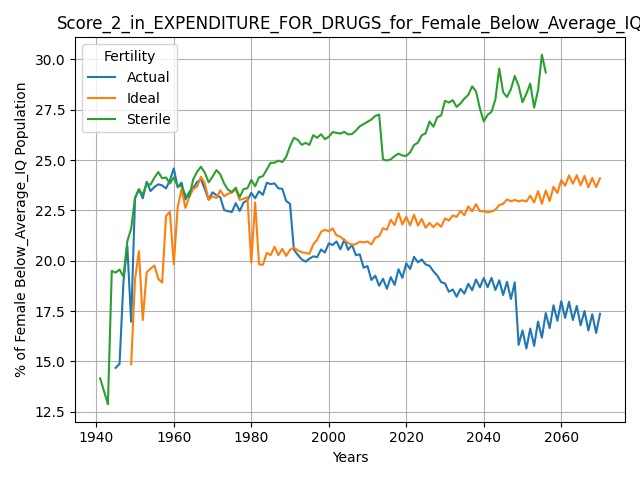 Score_2_in_EXPENDITURE_FOR_DRUGS_for_Female_Below_Average_IQ
Fertility
Actual
Ideal
Sterile
% of Female Below_Average_IQ Population
30.0
27.5
25.0
22.5
20.0
17.5
15.0
12.5
1940
1960
1980
2000
2020
2040
2060
Years